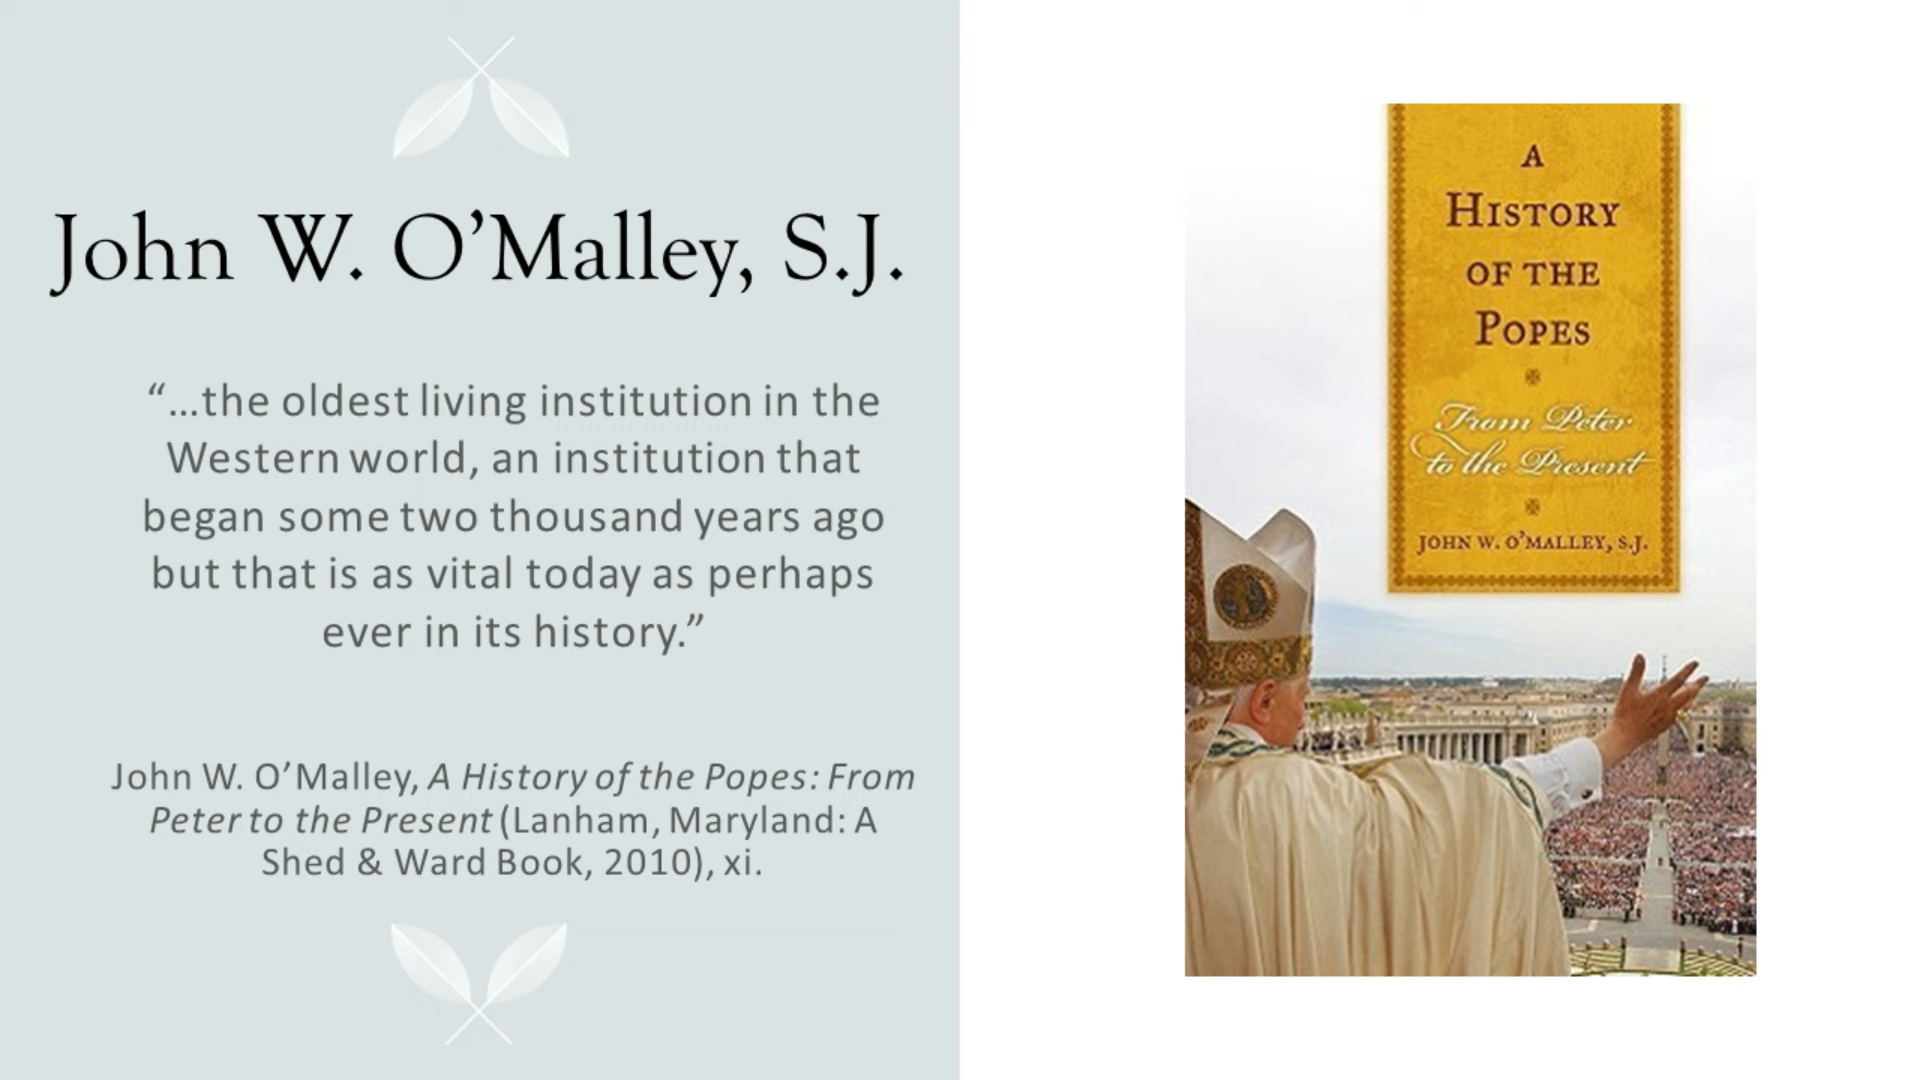 John W. O’Malley, S.J.
“…the oldest living institution in the
Western world, an institution that
began some two thousand years ago
but that is as vital today as perhaps
ever in its history.”
John W. O’Malley, A History of the Popes: From
Peter to the Present (Lanham, Maryland: A
Shed & Ward Book, 2010), xi.
A
HISTORY
OF THE
POPES
From Peter
to the Present
JOHN W. O’MALLEY, S.J.